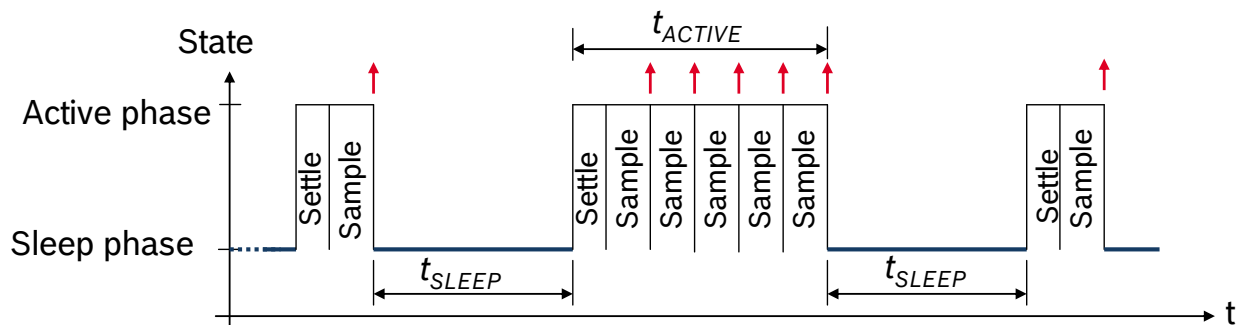 State
t_ACTIVE
Active phase
Settle
Sample
Settle
Sample
Sample
Sample
Sample
Sample
Settle
Sample
Sleep phase
t_SLEEP
t_SLEEP
t